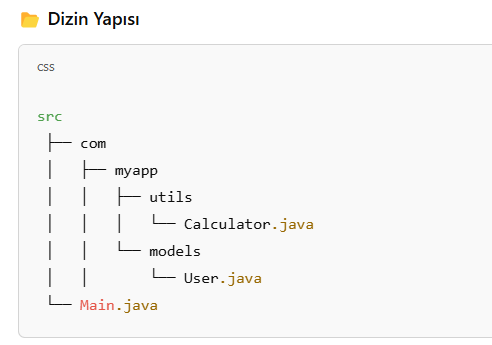 📂 Dizin Yapısı
css
src
├── com
│   ├── myapp
│   │   ├── utils
│   │   │   └── Calculator.java
│   │   └── models
│   │       └── User.java
└── Main.java